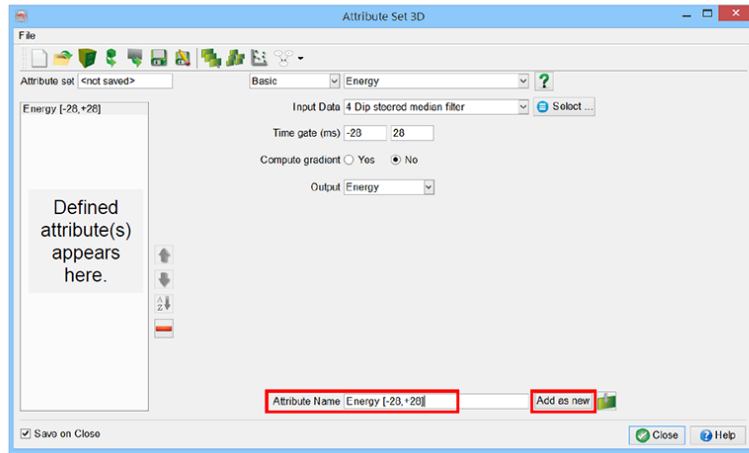 Attribute Set 3D
File
Attribute set <not saved> Basic Energy ?
Energy [-28,+28]
Input Data 4 Dip steered median filter Select ...
Time gate (ms) -28 28
Compute gradient Yes No
Output Energy
Defined
attribute(s)
appears
here.
A
Z
Attribute Name Energy [-28,+28] Add as new
Save on Close
Close ? Help